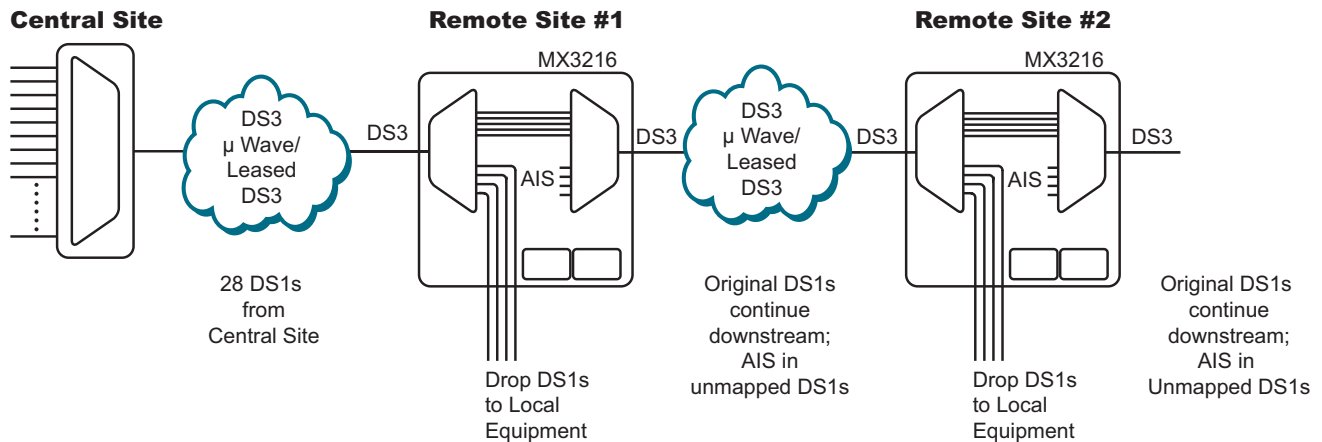 Central Site
Remote Site #1
Remote Site #2
MX3216
MX3216
DS3
µ Wave/
Leased
DS3
DS3
AIS
DS3
DS3
µ Wave/
Leased
DS3
DS3
AIS
DS3
28 DS1s
from
Central Site
Drop DS1s
to Local
Equipment
Original DS1s
continue
downstream;
AIS in
unmapped DS1s
Drop DS1s
to Local
Equipment
Original DS1s
continue
downstream;
AIS in
Unmapped DS1s